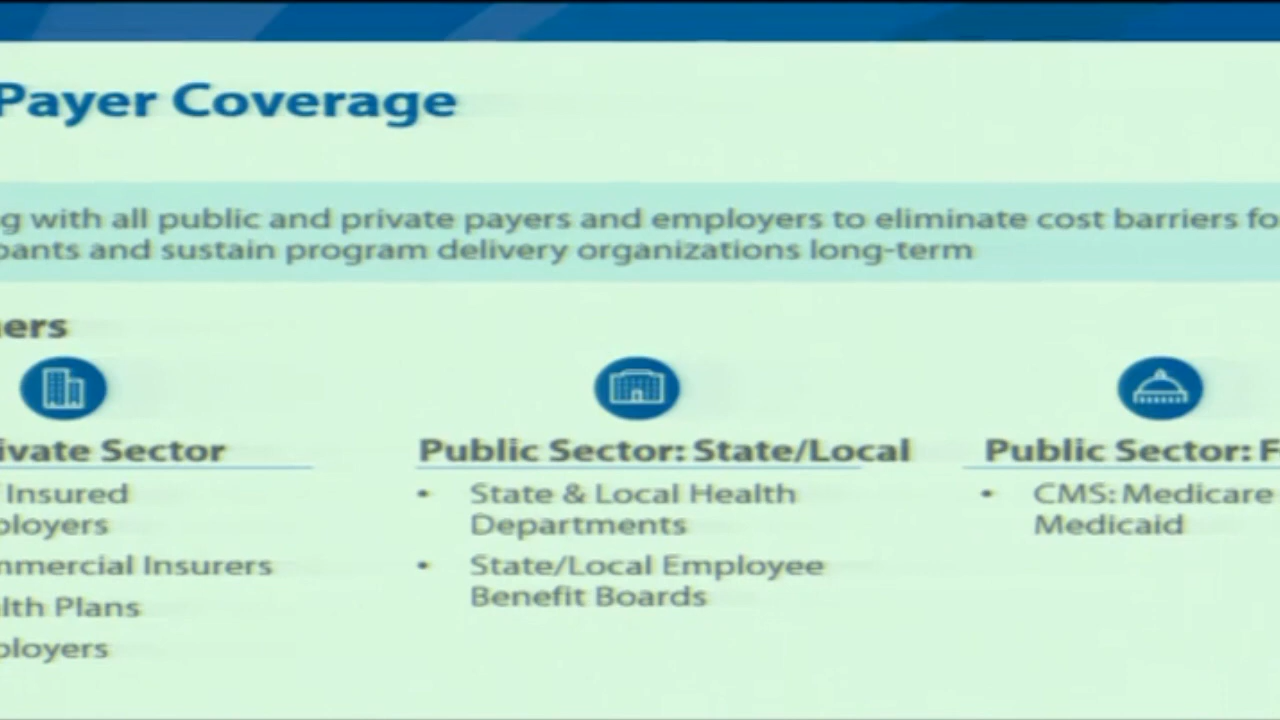 Payer Coverage
g with all public and private payers and employers to eliminate cost barriers fo
pants and sustain program delivery organizations long-term
ers
ivate Sector
Insured
ployers
mmercial Insurers
lth Plans
ployers
Public Sector: State/Local
• State & Local Health
Departments
• State/Local Employee
Benefit Boards
Public Sector: F
• CMS: Medicare
Medicaid